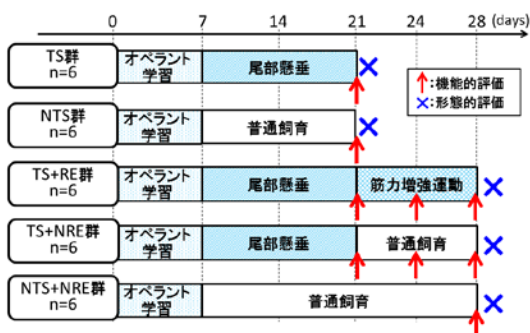 0 7 14 21 28 (days)
TS群
n=6
オペラント
学習
尾部懸垂
↑:機能的評価
×:形態的評価
NTS群
n=6
オペラント
学習
普通飼育
TS+RE群
n=6
オペラント
学習
尾部懸垂
筋力増強運動
TS+NRE群
n=6
オペラント
学習
尾部懸垂
普通飼育
NTS+NRE群
n=6
オペラント
学習
普通飼育